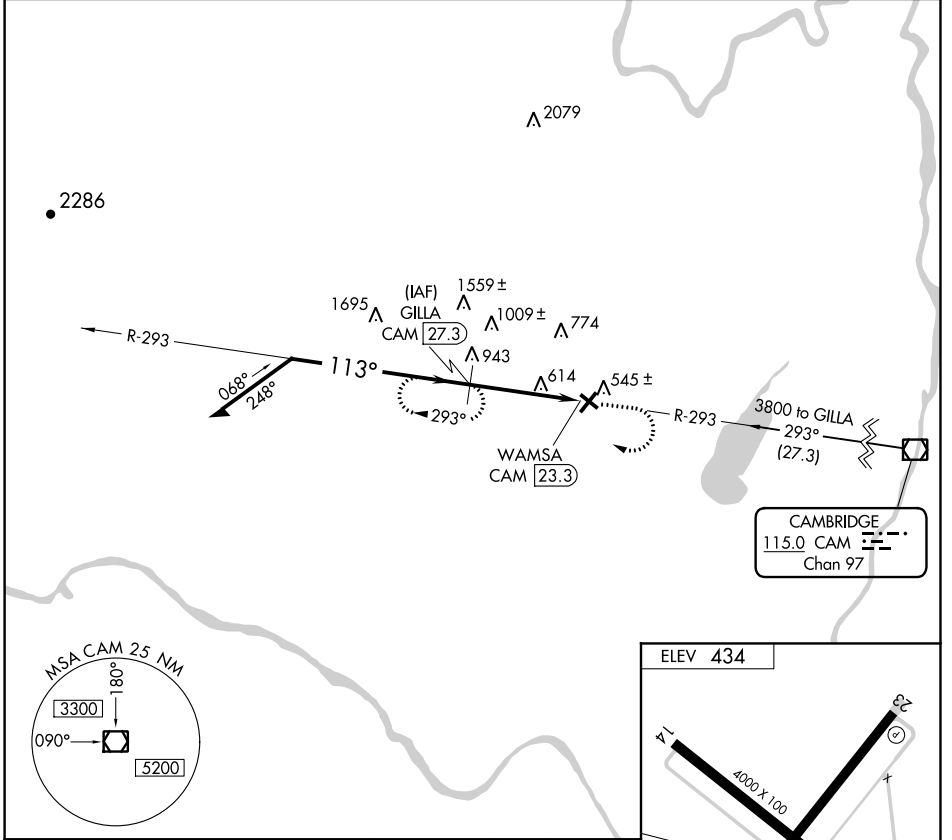 2079
2286
1559 ±
(IAF)
GILLA
CAM 27.3
1695
1009 ±
774
943
R-293
113°
068°
248°
293°
614
545 ±
R-293
3800 to GILLA
293°
(27.3)
WAMSA
CAM 23.3
CAMBRIDGE
115.0 CAM
Chan 97
MSA CAM 25 NM
180°
3300
090°
5200
ELEV 434
23
14
P
4000 X 100
x